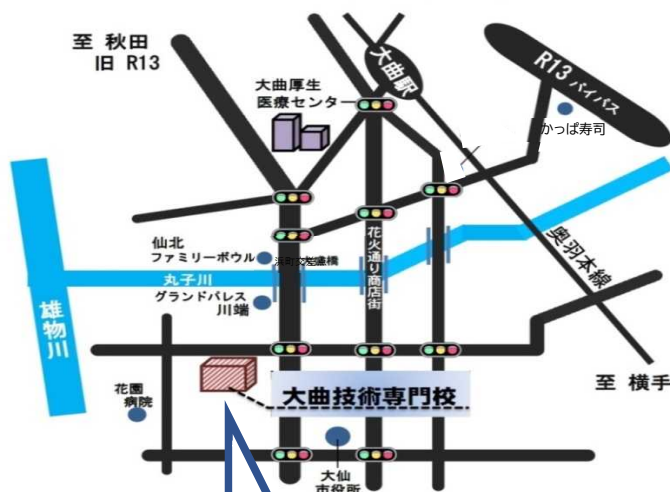 至 秋田
旧 R13
大曲駅
R13 バイパス
大曲厚生
医療センター
かっぱ寿司
仙北
ファミリーボウル
花火通り商店街
奥羽本線
丸子川
グランドパレス
川端
雄物川
至 横手
花園
病院
大曲技術専門校
大仙
市役所